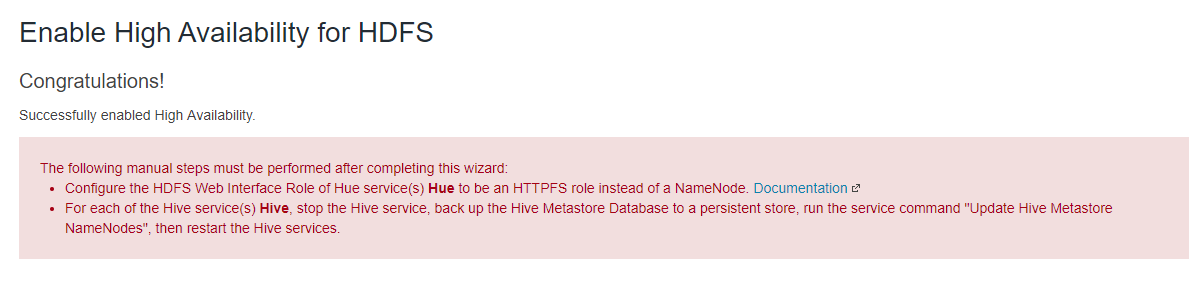 Enable High Availability for HDFS
Congratulations!
Successfully enabled High Availability.
The following manual steps must be performed after completing this wizard:
• Configure the HDFS Web Interface Role of Hue service(s) Hue to be an HTTPFS role instead of a NameNode. Documentation
• For each of the Hive service(s) Hive, stop the Hive service, back up the Hive Metastore Database to a persistent store, run the service command "Update Hive Metastore
NameNodes", then restart the Hive services.